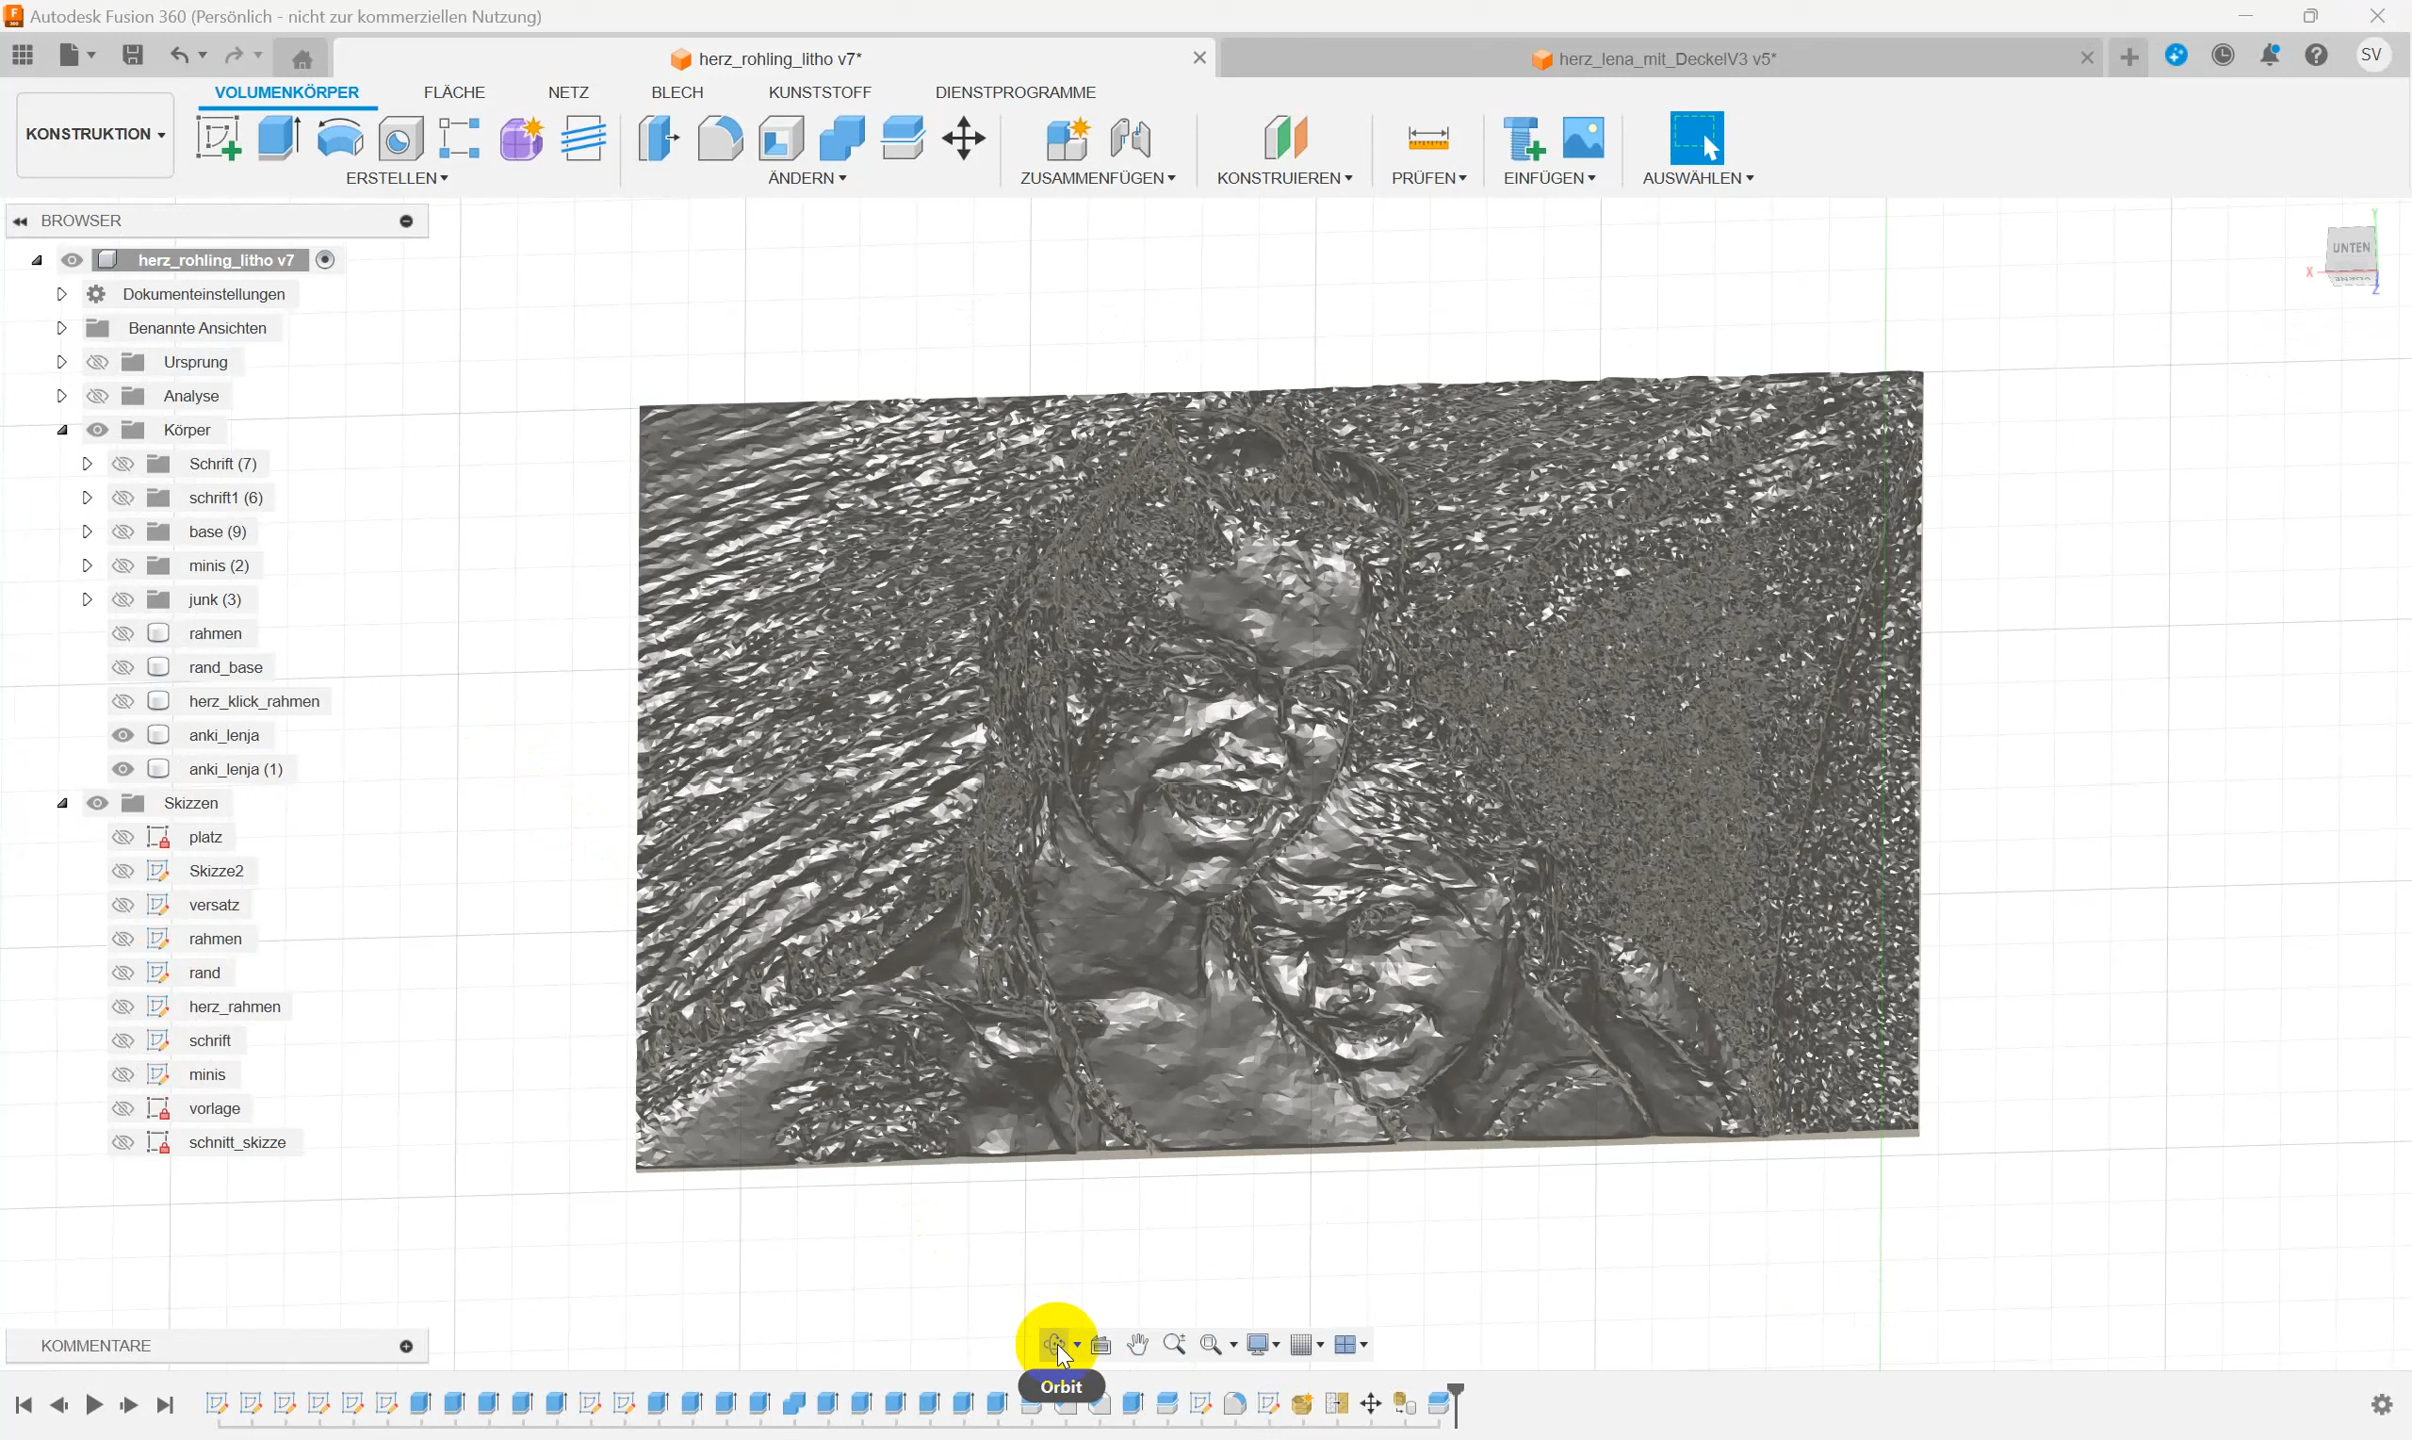 Autodesk Fusion 360 (Persönlich - nicht zur kommerziellen Nutzung)
herz_rohling_litho v7*
herz_lena_mit_DeckelV3 v5*
SV
VOLUMENKÖRPER
FLÄCHE
NETZ
BLECH
KUNSTSTOFF
DIENSTPROGRAMME
KONSTRUKTION
ERSTELLEN
ÄNDERN
ZUSAMMENFÜGEN
KONSTRUIEREN
PRÜFEN
EINFÜGEN
AUSWÄHLEN
BROWSER
herz_rohling_litho v7
Dokumenteinstellungen
Benannte Ansichten
Ursprung
Analyse
Körper
Schrift (7)
schrift1 (6)
base (9)
minis (2)
junk (3)
rahmen
rand_base
herz_klick_rahmen
anki_lenja
anki_lenja (1)
Skizzen
platz
Skizze2
versatz
rahmen
rand
herz_rahmen
schrift
minis
vorlage
schnitt_skizze
Y
UNTEN
X
Z
KOMMENTARE
Orbit